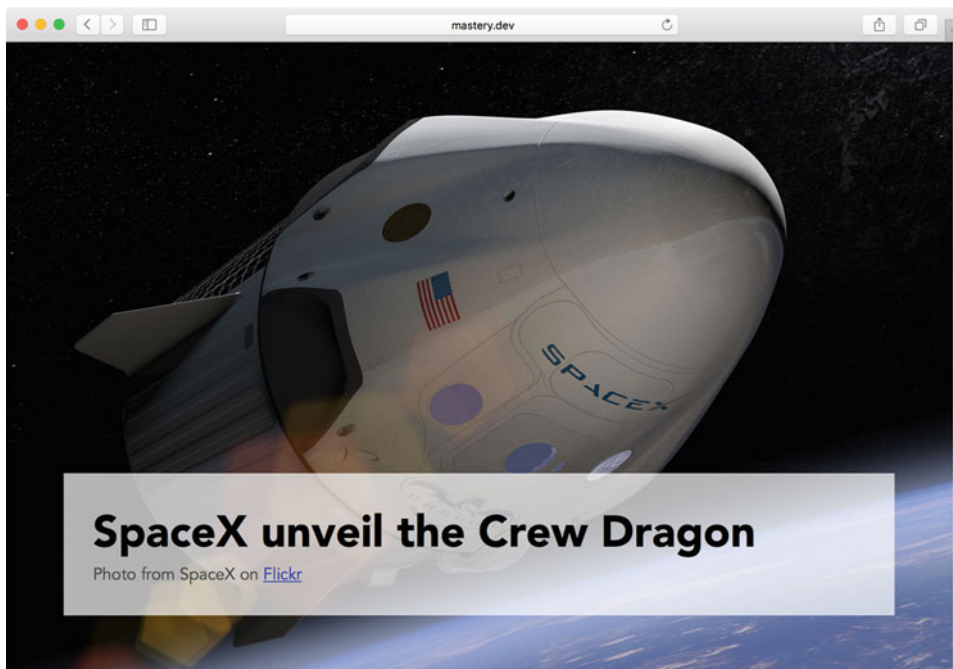 mastery.dev
SPACEX
SpaceX unveil the Crew Dragon
Photo from SpaceX on Flickr